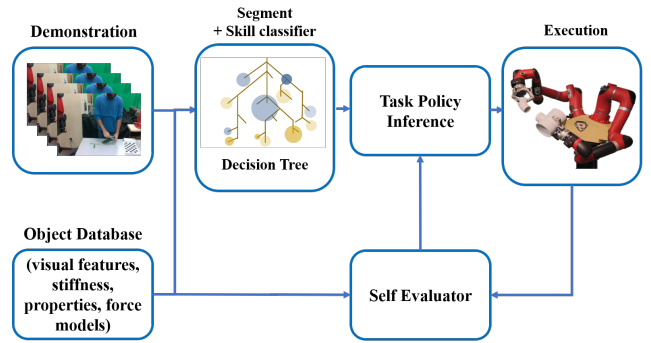 Demonstration
Segment
+ Skill classifier
Decision Tree
Task Policy
Inference
Execution
Object Database
(visual features,
stiffness,
properties, force
models)
Self Evaluator